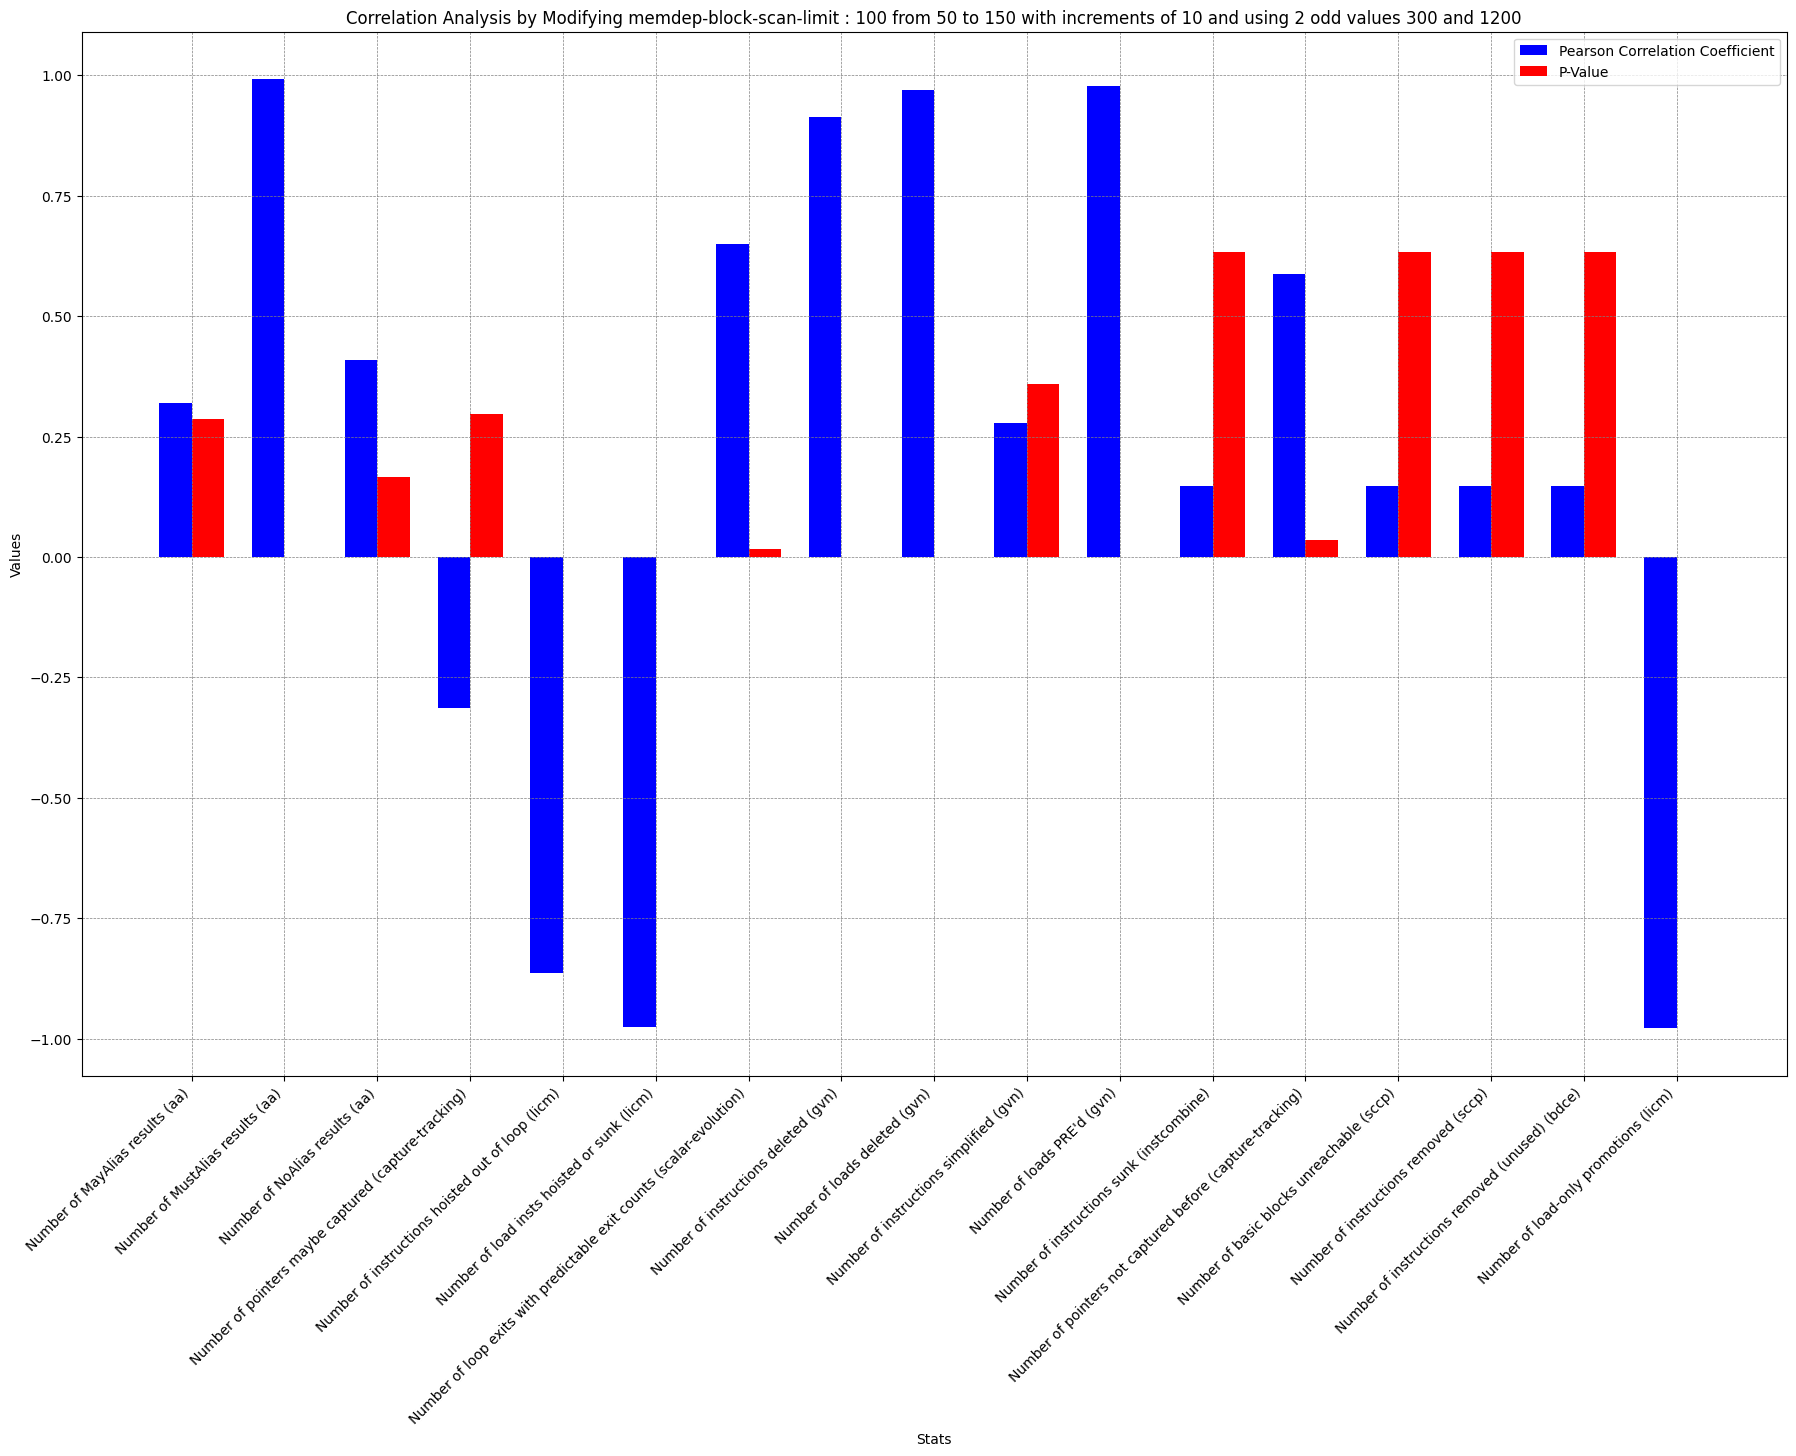 Correlation Analysis by Modifying memdep-block-scan-limit : 100 from 50 to 150 with increments of 10 and using 2 odd values 300 and 1200
Pearson Correlation Coefficient
P-Value
Values
1.00
0.75
0.50
0.25
0.00
−0.25
−0.50
−0.75
−1.00
Number of MayAlias results (aa)
Number of MustAlias results (aa)
Number of NoAlias results (aa)
Number of pointers maybe captured (capture-tracking)
Number of instructions hoisted out of loop (licm)
Number of load insts hoisted or sunk (licm)
Number of loop exits with predictable exit counts (scalar-evolution)
Number of instructions deleted (gvn)
Number of loads deleted (gvn)
Number of instructions simplified (gvn)
Number of loads PRE'd (gvn)
Number of instructions sunk (instcombine)
Number of pointers not captured before (capture-tracking)
Number of basic blocks unreachable (sccp)
Number of instructions removed (sccp)
Number of instructions removed (unused) (bdce)
Number of load-only promotions (licm)
Stats